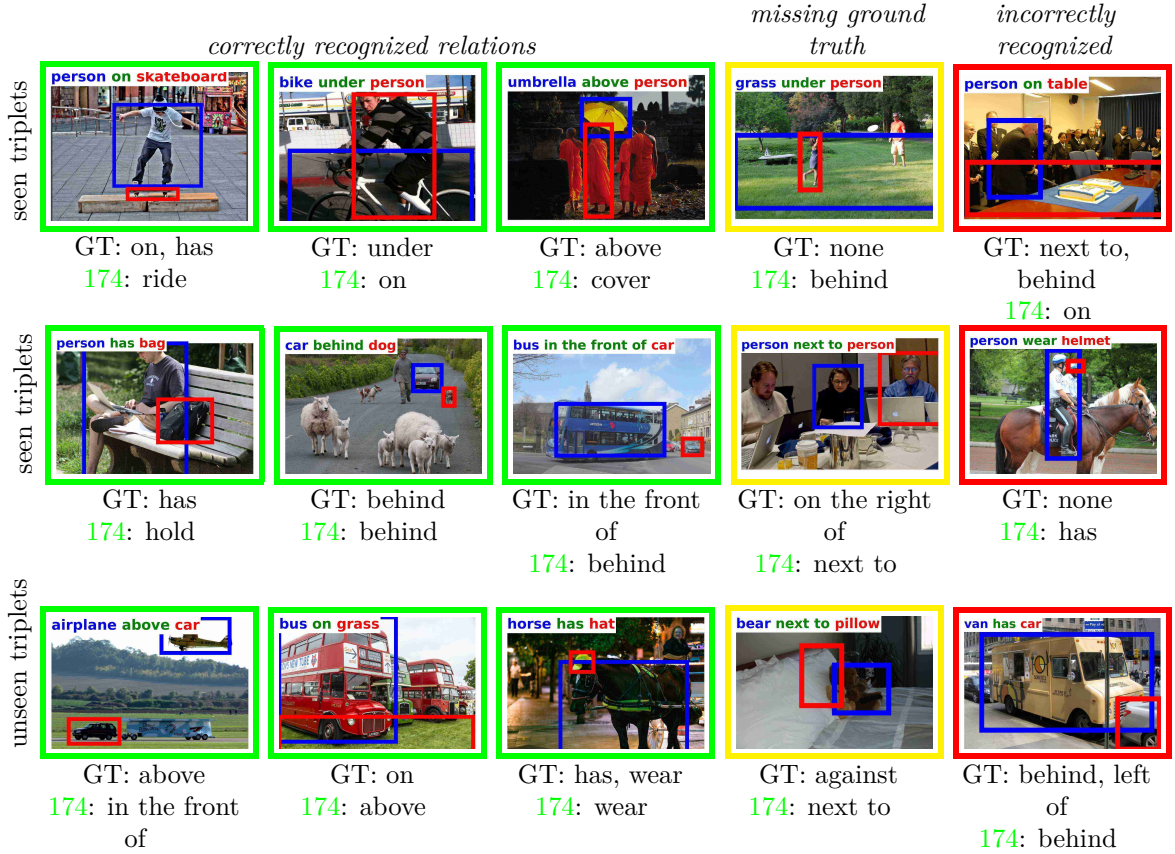 missing ground
truth
incorrectly
recognized
correctly recognized relations
seen triplets
person on skateboard
bike under person
umbrella above person
grass under person
person on table
GT: on, has
174: ride
GT: under
174: on
GT: above
174: cover
GT: none
174: behind
GT: next to,
behind
174: on
seen triplets
person has bag
car behind dog
bus in the front of car
person next to person
person wear helmet
GT: has
174: hold
GT: behind
174: behind
GT: in the front
of
174: behind
GT: on the right
of
174: next to
GT: none
174: has
unseen triplets
airplane above car
bus on grass
horse has hat
bear next to pillow
van has car
GT: above
174: in the front
of
GT: on
174: above
GT: has, wear
174: wear
GT: against
174: next to
GT: behind, left
of
174: behind